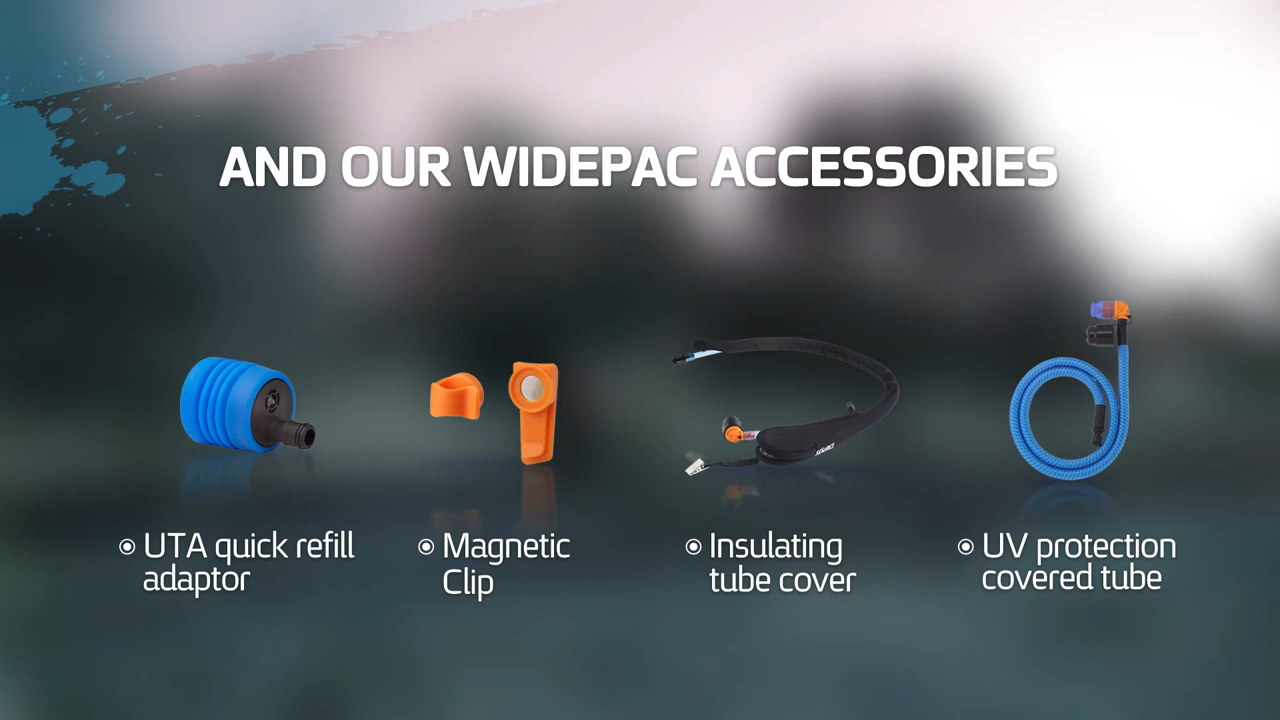 AND OUR WIDEPAC ACCESSORIES
UTA quick refill
adaptor
Magnetic
Clip
Insulating
tube cover
UV protection
covered tube